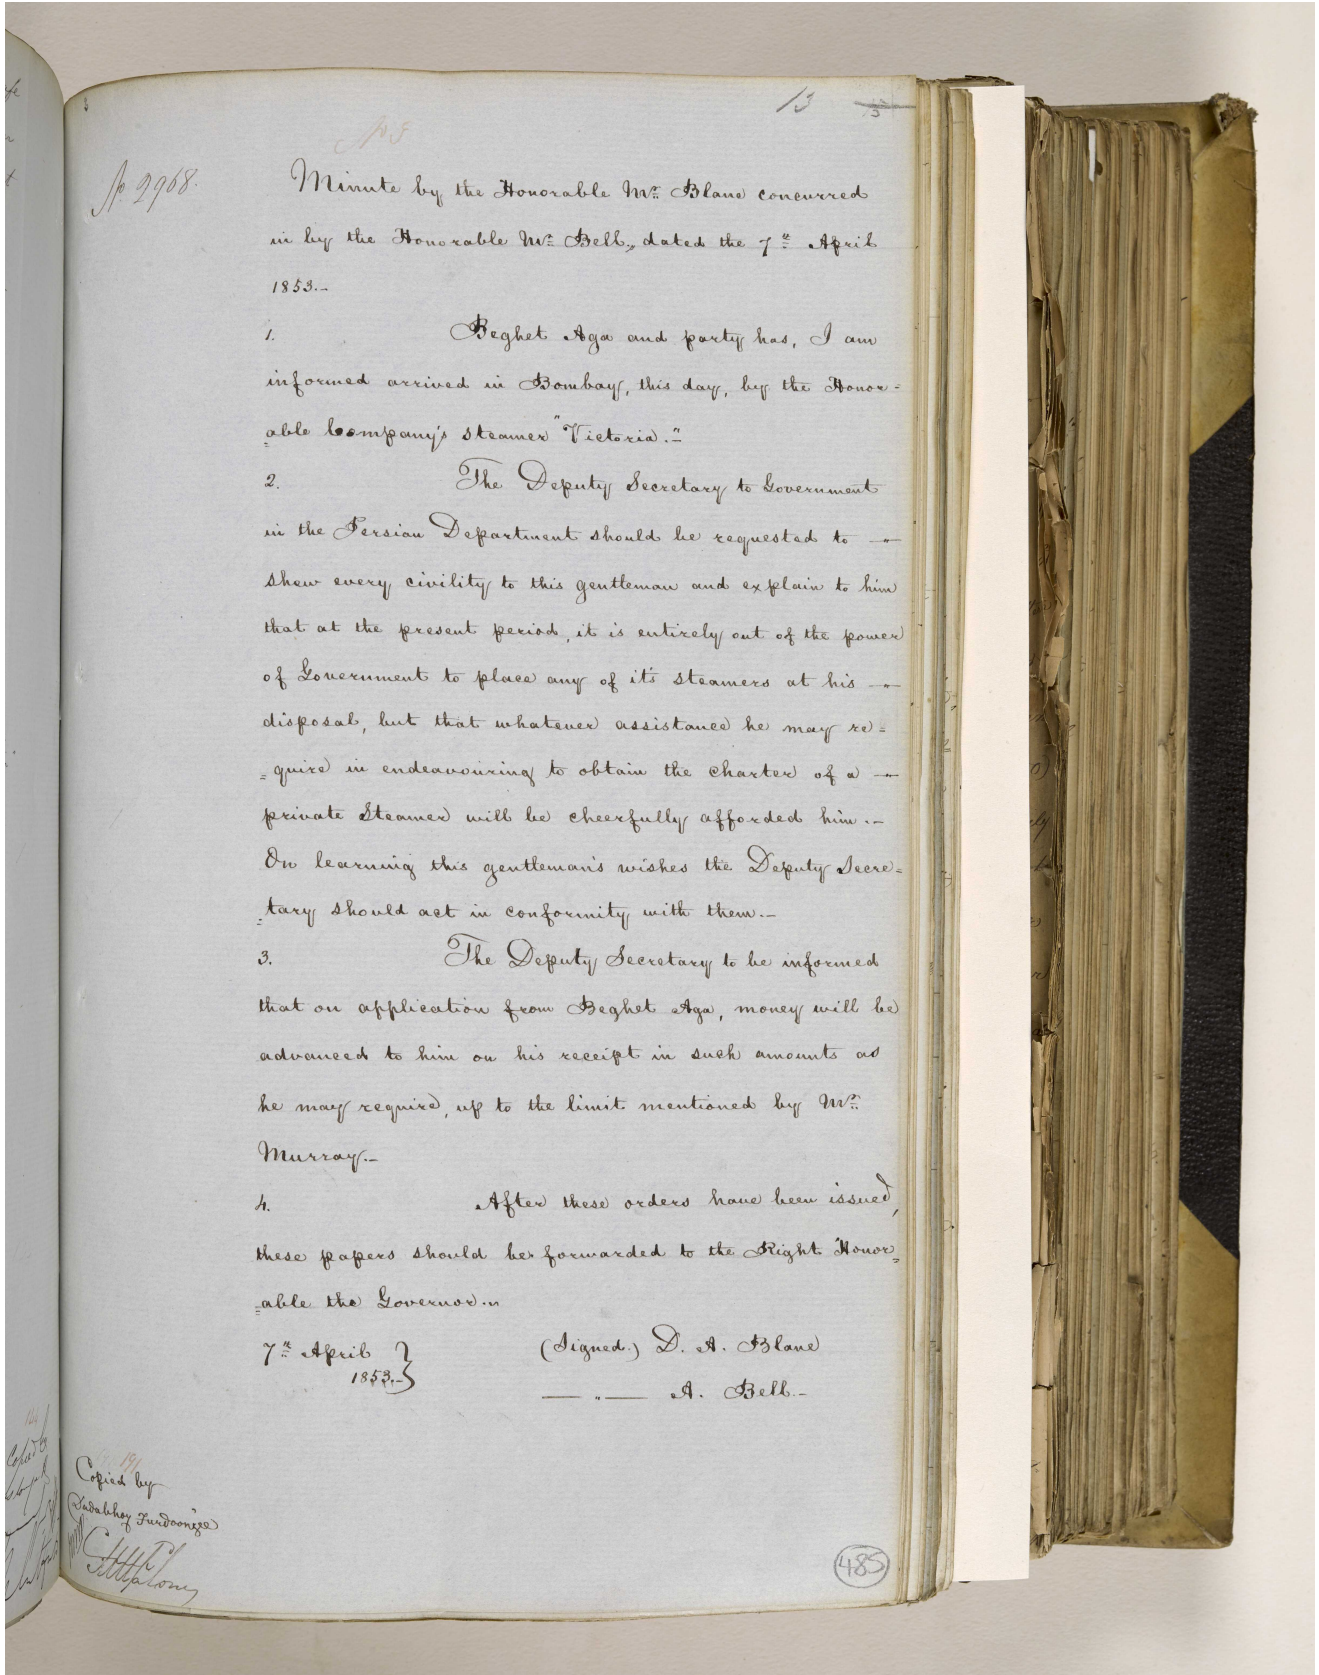 13
No 8
No. 2968.
Minute by the Honorable Mr. Blane concurred
in by the Honorable Mr. Bell, dated the 7th April
1853.-
1. Beghet Aga and party has, I am
informed arrived in Bombay, this day, by the Honor=
=able Company's steamer "Victoria."
2. The Deputy Secretary to Government
in the Persian Department should be requested to
shew every civility to this gentleman and explain to him
that at the present period, it is entirely out of the power
of Government to place any of it's steamers at his
disposal, but that whatever assistance he may re=
=quire in endeavouring to obtain the charter of a
private Steamer will be cheerfully afforded him.-
On learning this gentleman's wishes the Deputy Secre=
=tary should act in conformity with them.-
3. The Deputy Secretary to be informed
that on application from Beghet Aga, money will be
advanced to him on his receipt in such amounts as
he may require, up to the limit mentioned by Mr.
Murray.-
4. After these orders have been issued,
these papers should be forwarded to the Right Honor=
=able the Governor.
7th April } (Signed.) D. A. Blane
1853.- — " — A. Bell.-
191
Copied by
Dadabhoy Furdoonjee
485